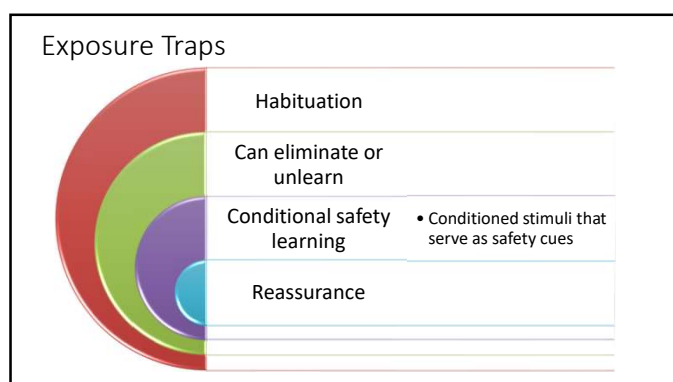 Exposure Traps
Habituation
Can eliminate or
unlearn
Conditional safety
learning
• Conditioned stimuli that
serve as safety cues
Reassurance